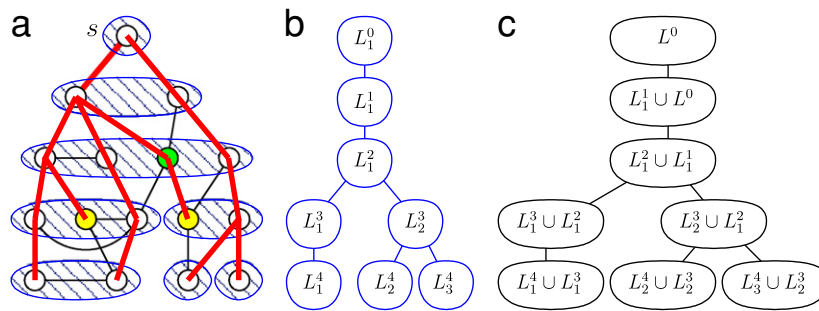 a
s
b
c
L_1^0
L_1^1
L_1^2
L_1^3
L_2^3
L_1^4
L_2^4
L_3^4
L^0
L_1^1 ∪ L^0
L_1^2 ∪ L_1^1
L_1^3 ∪ L_1^2
L_2^3 ∪ L_1^2
L_1^4 ∪ L_1^3
L_2^4 ∪ L_2^3
L_3^4 ∪ L_2^3